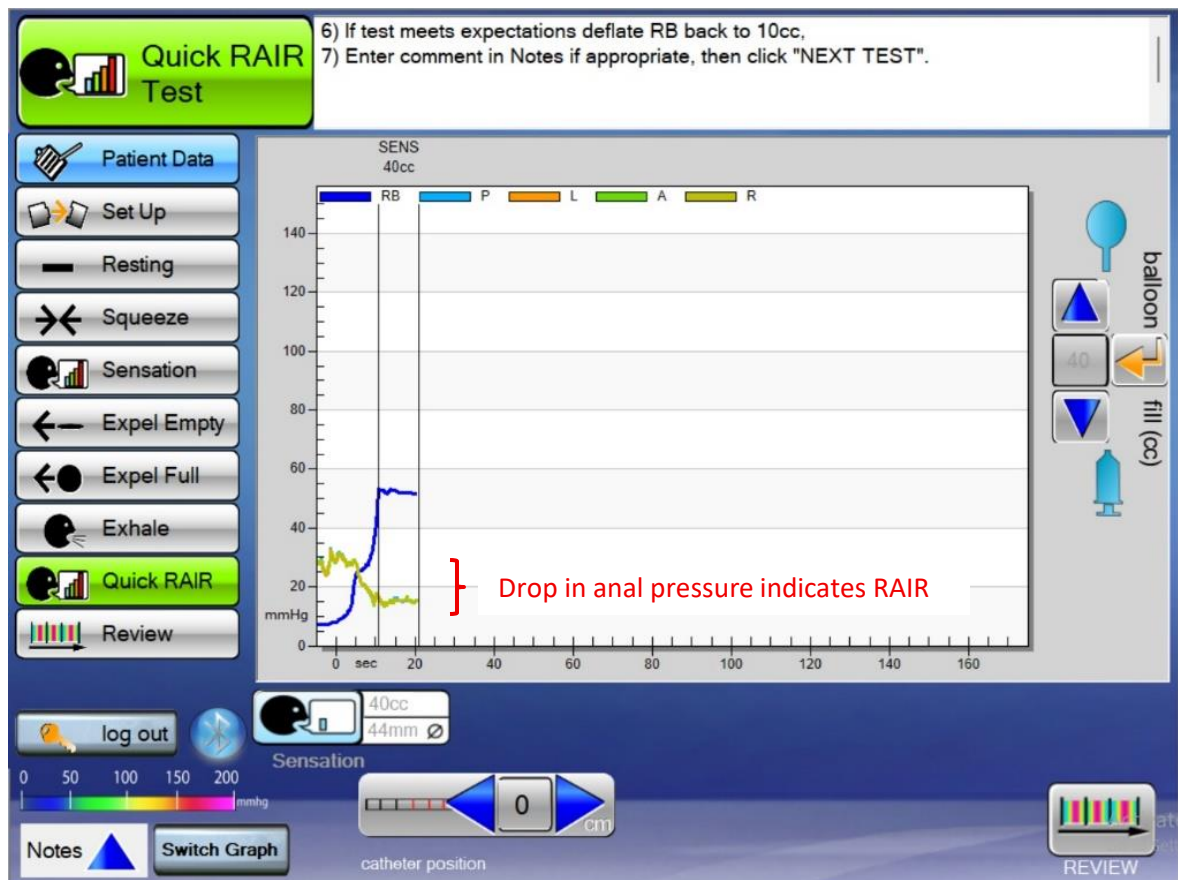 Quick RAIR
Test
6) If test meets expectations deflate RB back to 10cc,
7) Enter comment in Notes if appropriate, then click "NEXT TEST".
Patient Data
Set Up
Resting
Squeeze
Sensation
Expel Empty
Expel Full
Exhale
Quick RAIR
Review
SENS
40cc
RB P L A R
140
120
100
80
60
40
20
mmHg
0
0 sec 20 40 60 80 100 120 140 160
Drop in anal pressure indicates RAIR
balloon
40
fill (cc)
log out
40cc
44mm Ø
Sensation
0 50 100 150 200
mmhg
0
cm
catheter position
Notes
Switch Graph
REVIEW